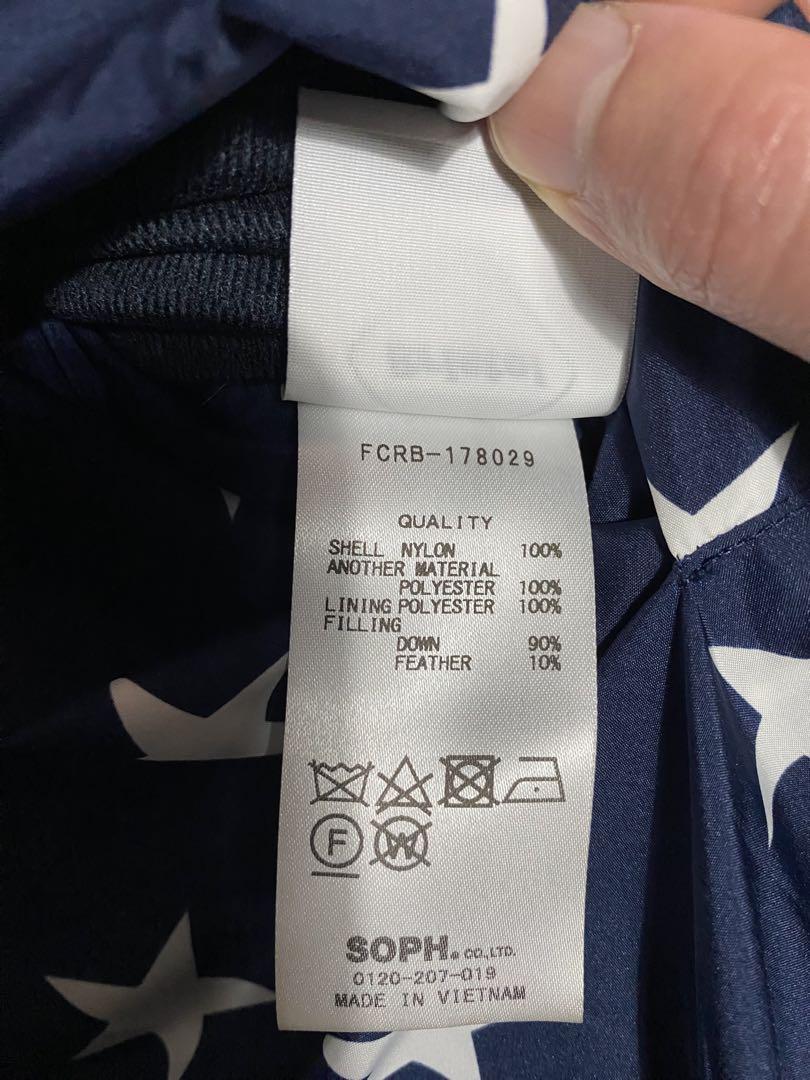 FCRB-178029
QUALITY
SHELL NYLON 100%
ANOTHER MATERIAL
POLYESTER 100%
LINING POLYESTER 100%
FILLING
DOWN 90%
FEATHER 10%
F W
SOPH. CO.,LTD.
0120-207-019
MADE IN VIETNAM